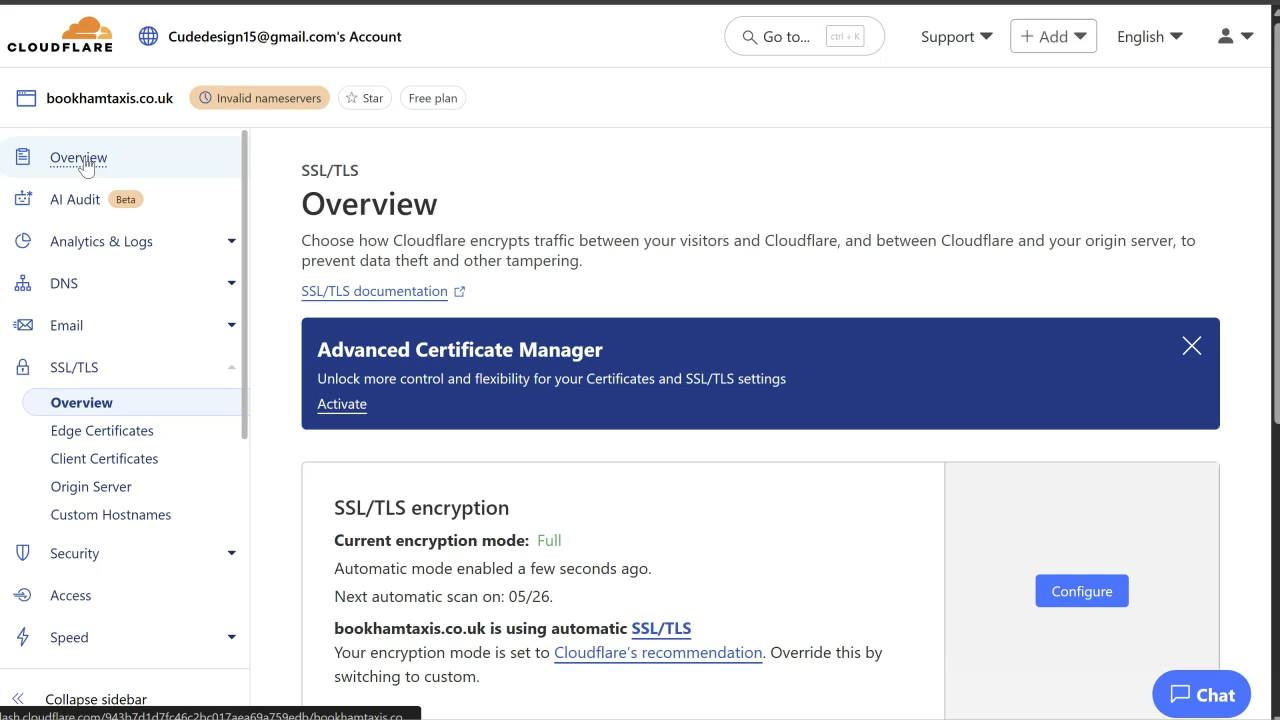 CLOUDFLARE
Cudedesign15@gmail.com's Account
Go to...
ctrl + K
Support
+ Add
English
bookhamtaxis.co.uk
Invalid nameservers
Star
Free plan
Overview
AI Audit
Beta
Analytics & Logs
DNS
Email
SSL/TLS
Overview
Edge Certificates
Client Certificates
Origin Server
Custom Hostnames
Security
Access
Speed
Collapse sidebar
SSL/TLS
Overview
Choose how Cloudflare encrypts traffic between your visitors and Cloudflare, and between Cloudflare and your origin server, to
prevent data theft and other tampering.
SSL/TLS documentation
Advanced Certificate Manager
Unlock more control and flexibility for your Certificates and SSL/TLS settings
Activate
SSL/TLS encryption
Current encryption mode: Full
Automatic mode enabled a few seconds ago.
Next automatic scan on: 05/26.
bookhamtaxis.co.uk is using automatic SSL/TLS
Your encryption mode is set to Cloudflare's recommendation. Override this by
switching to custom.
Configure
Chat